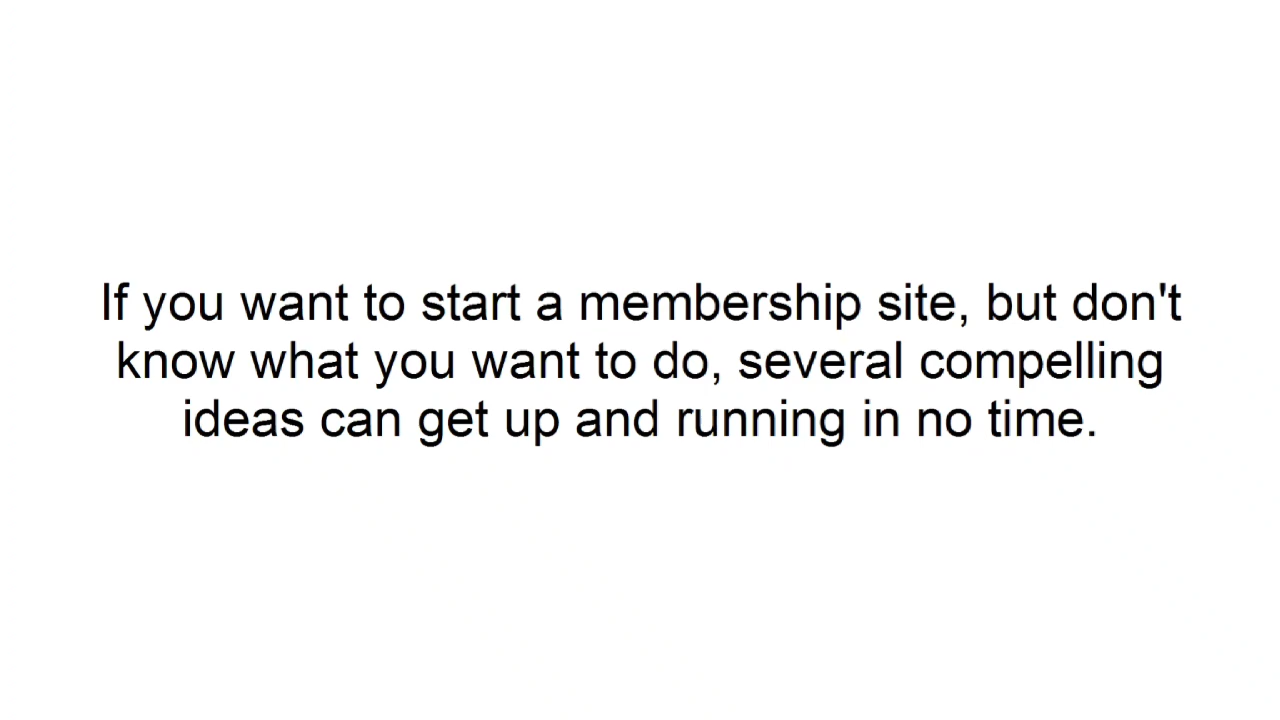 If you want to start a membership site, but don't
know what you want to do, several compelling
ideas can get up and running in no time.